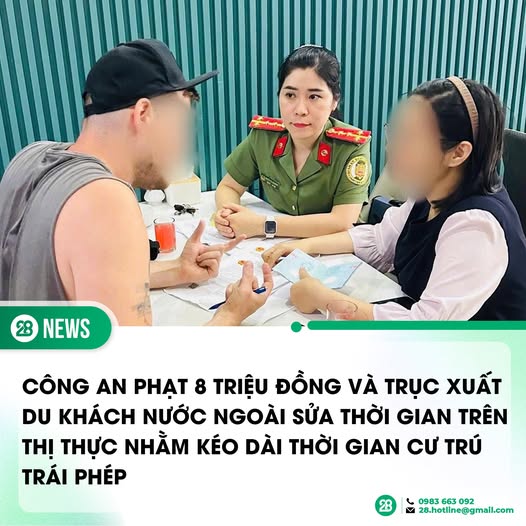 28 NEWS
CÔNG AN PHẠT 8 TRIỆU ĐỒNG VÀ TRỤC XUẤT
DU KHÁCH NƯỚC NGOÀI SỬA THỜI GIAN TRÊN
THỊ THỰC NHẰM KÉO DÀI THỜI GIAN CƯ TRÚ
TRÁI PHÉP
28
0983 663 092
28.hotline@gmail.com